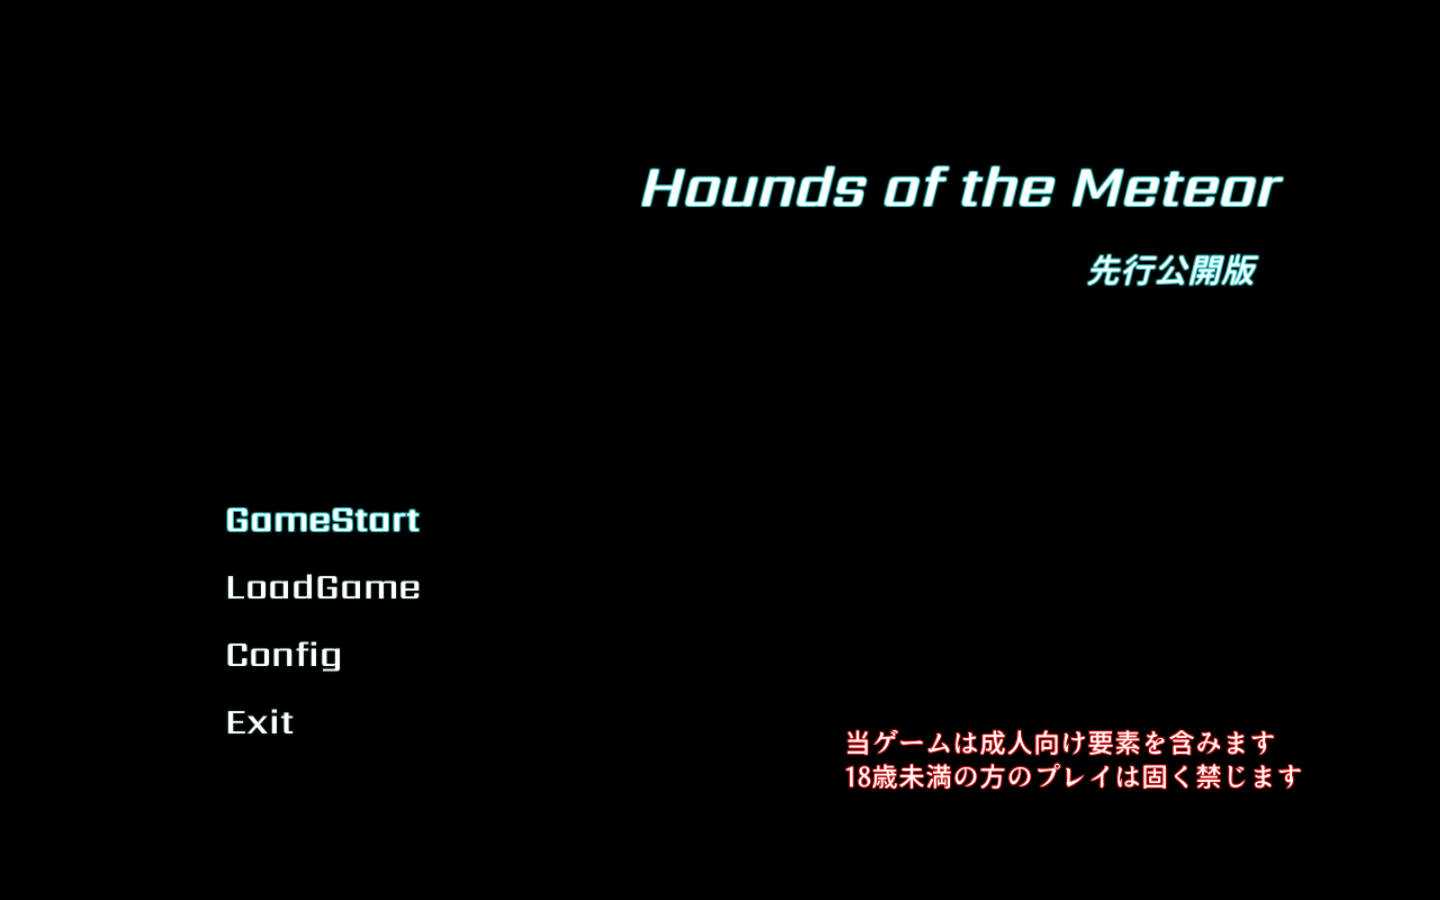 Hounds of the Meteor
先行公開版
GameStart
LoadGame
Config
Exit
当ゲームは成人向け要素を含みます
18歳未満の方のプレイは固く禁じます